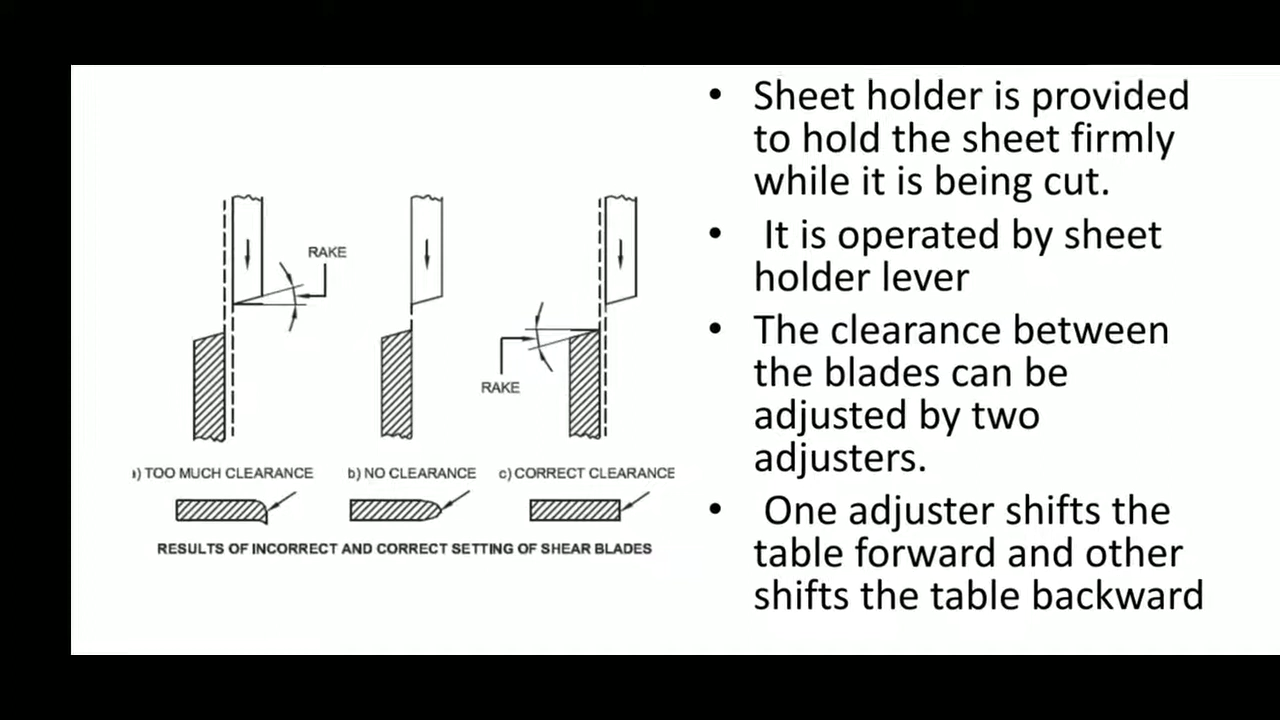 RAKE
RAKE
a) TOO MUCH CLEARANCE
b) NO CLEARANCE
c) CORRECT CLEARANCE
RESULTS OF INCORRECT AND CORRECT SETTING OF SHEAR BLADES
• Sheet holder is provided
to hold the sheet firmly
while it is being cut.
• It is operated by sheet
holder lever
• The clearance between
the blades can be
adjusted by two
adjusters.
• One adjuster shifts the
table forward and other
shifts the table backward